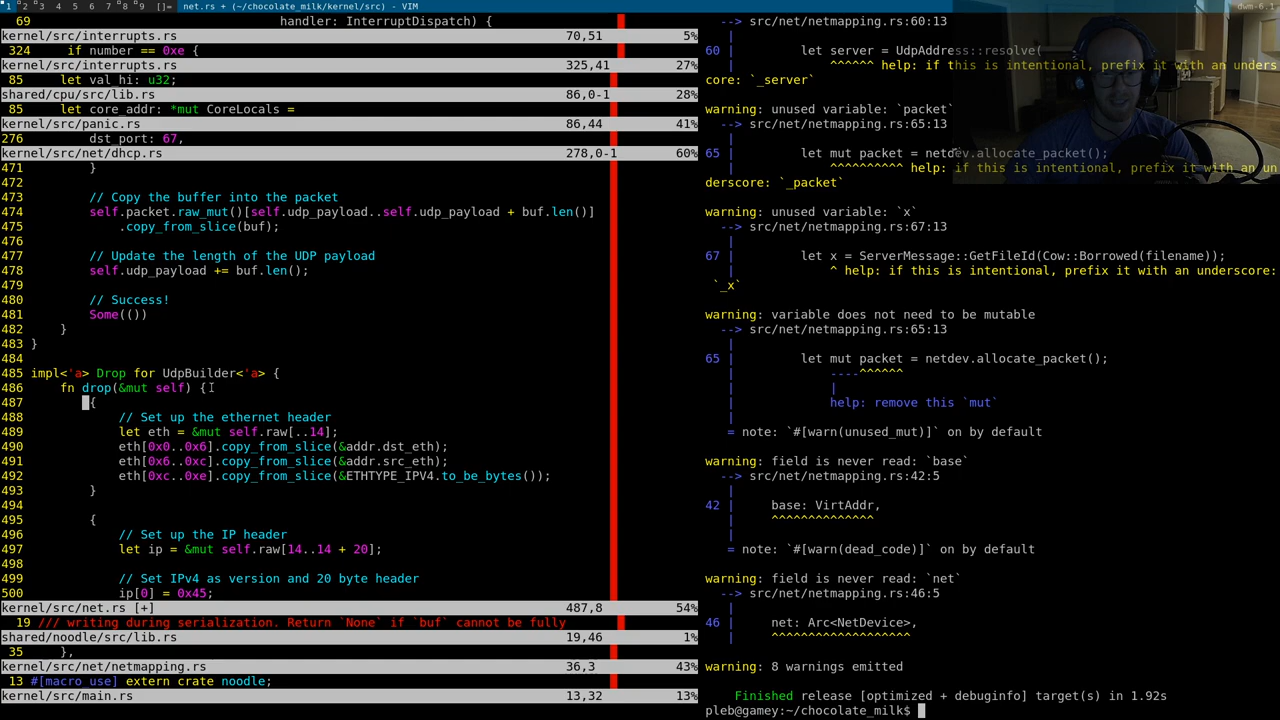 1 2 3 4 5 6 7 8 9 []= net.rs + (~/chocolate_milk/kernel/src) - VIM dwm-6.1
69 handler: InterruptDispatch) {
kernel/src/interrupts.rs 70,51 5%
324 if number == 0xe {
kernel/src/interrupts.rs 325,41 27%
85 let val_hi: u32;
shared/cpu/src/lib.rs 86,0-1 28%
85 let core_addr: *mut CoreLocals =
kernel/src/panic.rs 86,44 41%
276 dst_port: 67,
kernel/src/net/dhcp.rs 278,0-1 60%
471 }
472
473 // Copy the buffer into the packet
474 self.packet.raw_mut()[self.udp_payload..self.udp_payload + buf.len()]
475 .copy_from_slice(buf);
476
477 // Update the length of the UDP payload
478 self.udp_payload += buf.len();
479
480 // Success!
481 Some(())
482 }
483 }
484
485 impl<'a> Drop for UdpBuilder<'a> {
486 fn drop(&mut self) {
487 {
488 // Set up the ethernet header
489 let eth = &mut self.raw[..14];
490 eth[0x0..0x6].copy_from_slice(&addr.dst_eth);
491 eth[0x6..0xc].copy_from_slice(&addr.src_eth);
492 eth[0xc..0xe].copy_from_slice(&ETHTYPE_IPV4.to_be_bytes());
493 }
494
495 {
496 // Set up the IP header
497 let ip = &mut self.raw[14..14 + 20];
498
499 // Set IPv4 as version and 20 byte header
500 ip[0] = 0x45;
kernel/src/net.rs [+] 487,8 54%
19 /// writing during serialization. Return `None` if `buf` cannot be fully
shared/noodle/src/lib.rs 19,46 1%
35 },
kernel/src/net/netmapping.rs 36,3 43%
13 #[macro_use] extern crate noodle;
kernel/src/main.rs 13,32 13%
--> src/net/netmapping.rs:60:13
|
60 | let server = UdpAddress::resolve(
| ^^^^^^ help: if this is intentional, prefix it with an unders
core: `_server`
warning: unused variable: `packet`
--> src/net/netmapping.rs:65:13
|
65 | let mut packet = netdev.allocate_packet();
| ^^^^^^^^^^ help: if this is intentional, prefix it with an un
derscore: `_packet`
warning: unused variable: `x`
--> src/net/netmapping.rs:67:13
|
67 | let x = ServerMessage::GetFileId(Cow::Borrowed(filename));
| ^ help: if this is intentional, prefix it with an underscore:
`_x`
warning: variable does not need to be mutable
--> src/net/netmapping.rs:65:13
|
65 | let mut packet = netdev.allocate_packet();
| ----^^^^^^
| |
| help: remove this `mut`
|
= note: `#[warn(unused_mut)]` on by default
warning: field is never read: `base`
--> src/net/netmapping.rs:42:5
|
42 | base: VirtAddr,
| ^^^^^^^^^^^^^^
|
= note: `#[warn(dead_code)]` on by default
warning: field is never read: `net`
--> src/net/netmapping.rs:46:5
|
46 | net: Arc<NetDevice>,
| ^^^^^^^^^^^^^^^^^^^
warning: 8 warnings emitted
Finished release [optimized + debuginfo] target(s) in 1.92s
pleb@gamey:~/chocolate_milk$